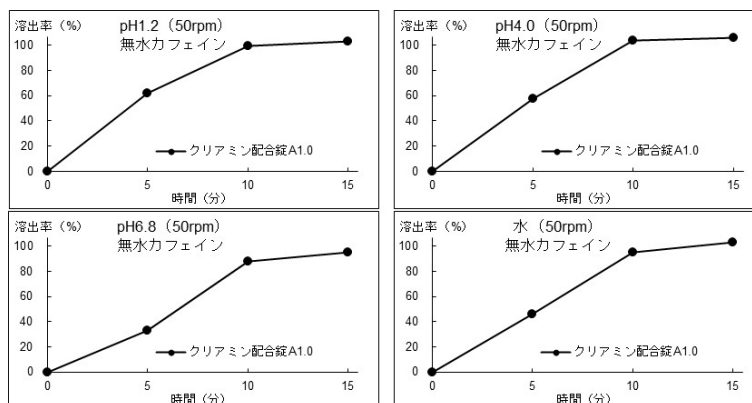 溶出率（%）
pH1.2（50rpm）
無水カフェイン
100
80
60
40
20
0
クリアミン配合錠A1.0
0 5 10 15
時間（分）
溶出率（%）
pH4.0（50rpm）
無水カフェイン
100
80
60
40
20
0
クリアミン配合錠A1.0
0 5 10 15
時間（分）
溶出率（%）
pH6.8（50rpm）
無水カフェイン
100
80
60
40
20
0
クリアミン配合錠A1.0
0 5 10 15
時間（分）
溶出率（%）
水（50rpm）
無水カフェイン
100
80
60
40
20
0
クリアミン配合錠A1.0
0 5 10 15
時間（分）